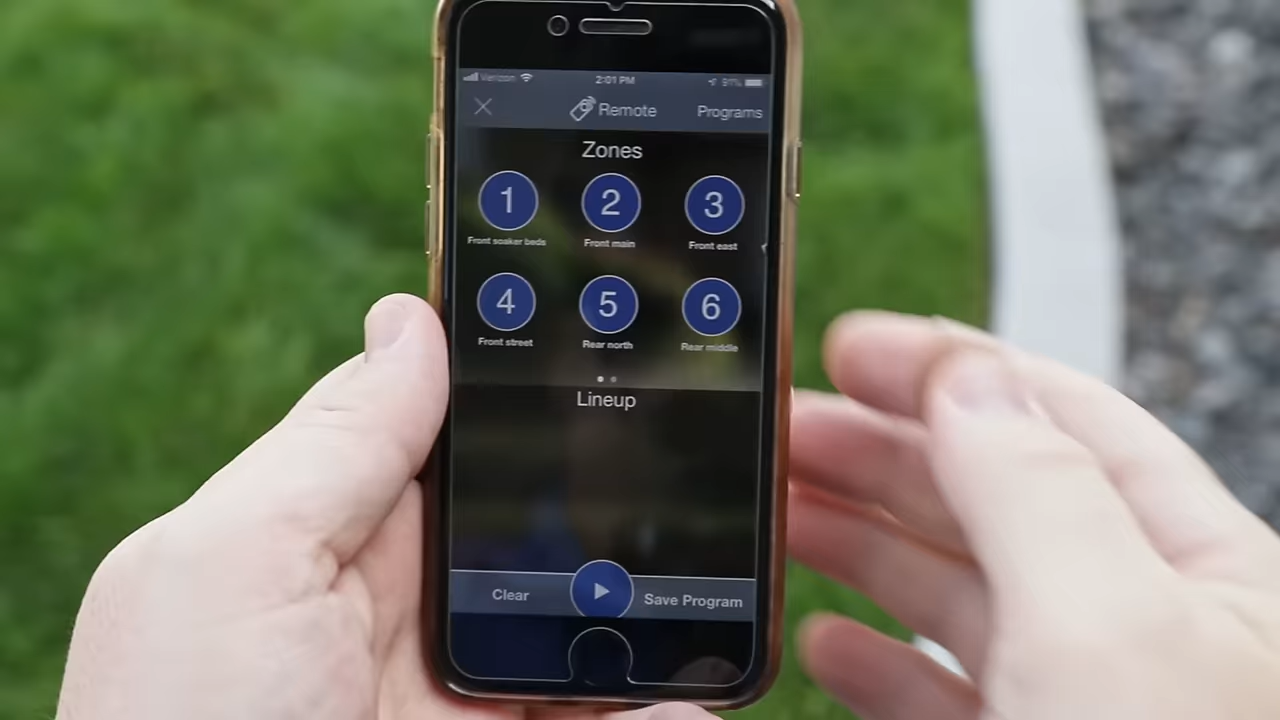 Verizon 2:01 PM 91%
Remote Programs
Zones
1 2 3
Front soaker beds Front main Front east
4 5 6
Front street Rear north Rear middle
Lineup
Clear Save Program